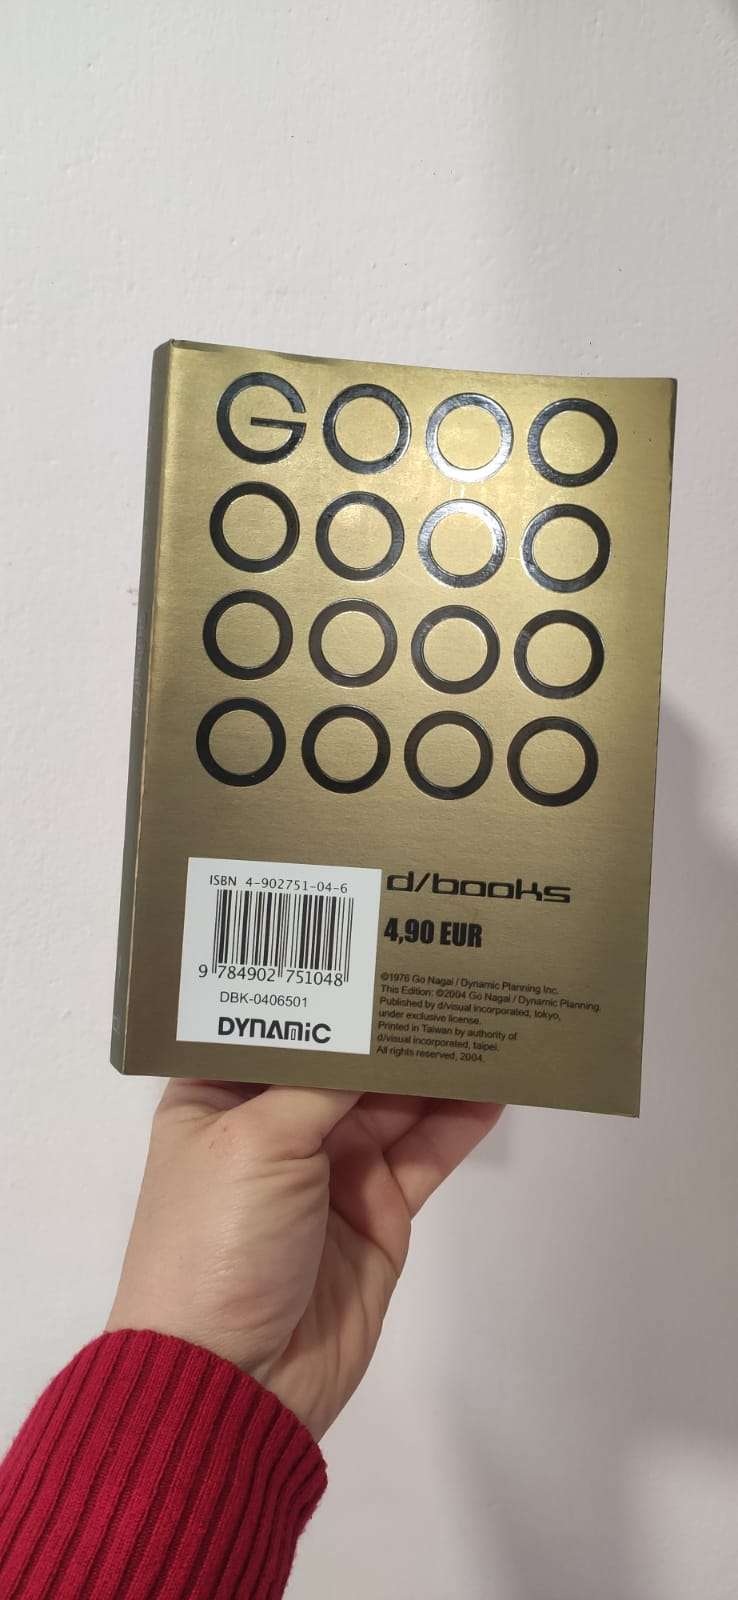 GOOO
OOOO
OOOO
OOOO
ISBN 4-902751-04-6
9 784902 751048
DBK-0406501
DYNAMiC
d/books
4,90 EUR
©1976 Go Nagai / Dynamic Planning Inc.
This Edition: ©2004 Go Nagai / Dynamic Planning.
Published by d/visual incorporated, tokyo,
under exclusive license.
Printed in Taiwan by authority of
d/visual incorporated, taipei.
All rights reserved, 2004.